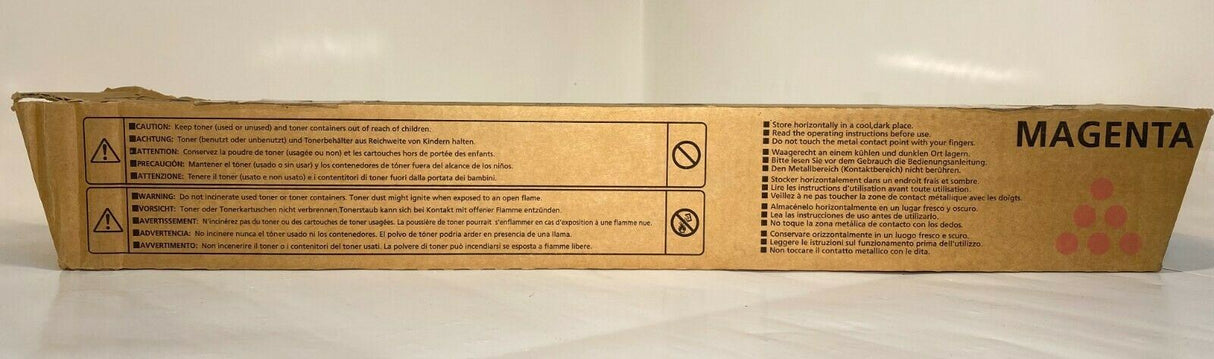 ■CAUTION: Keep toner (used or unused) and toner containers out of reach of children.
■ACHTUNG: Toner (benutzt oder unbenutzt) und Tonerbehälter aus Reichweite von Kindern halten.
■ATTENTION: Conservez la poudre de toner (usagée ou non) et les cartouches hors de portée des enfants.
■PRECAUCIÓN: Mantener el tóner (usado o sin usar) y los contenedores de tóner fuera del alcance de los niños.
■ATTENZIONE: Tenere il toner (usato e non usato) e i contentitori di toner fuori dalla portata dei bambini.
■WARNING: Do not incinerate used toner or toner containers. Toner dust might ignite when exposed to an open flame.
■VORSICHT: Toner oder Tonerkartuschen nicht verbrennen.Tonerstaub kann sich bei Kontakt mit offener Flamme entzünden.
■AVERTISSEMENT: N'incinérez pas du toner ou des cartouches de toner usagées. La poussière de toner pourrait s'enflammer en cas d'exposition à une flamme nue.
■ADVERTENCIA: No incinere nunca el tóner usado ni los contenedores. El polvo de tóner podría arder en presencia de una llama.
■AVVERTIMENTO: Non incenerire il toner o i contenitori del toner usati. La polvere di toner può incendiarsi se esposta a fiamme libere.
■ Store horizontally in a cool,dark place.
■ Read the operating instructions before use.
■ Do not touch the metal contact point with your fingers.
■ Waagerecht an einem kühlen und dunklen Ort lagern.
■ Bitte lesen Sie vor dem Gebrauch die Bedienungsanleitung.
■ Den Metallbereich (Kontaktbereich) nicht berühren.
■ Stocker horizontalement dans un endroit frais et sombre.
■ Lire les instructions d'utilisation avant toute utilisation.
■ Veillez à ne pas toucher la zone de contact métallique avec les doigts.
■ Almacénelo horizontalmente en un lugar fresco y oscuro.
■ Lea las instrucciones de uso antes de utilizarlo.
■ No toque la zona metálica de contacto con los dedos.
■ Conservare orizzontalmente in un luogo fresco e scuro.
■ Leggere le istruzioni sul funzionamento prima dell'utilizzo.
■ Non toccare il contatto metallico con le dita.
MAGENTA